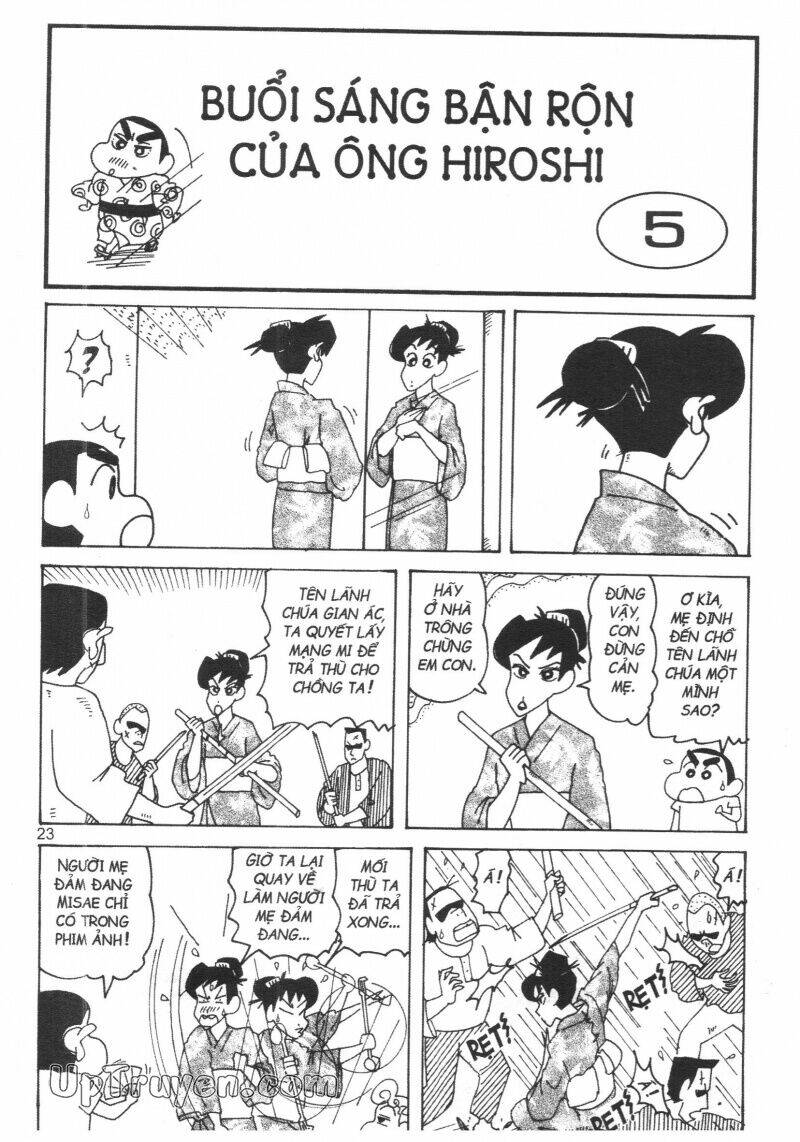 BUỔI SÁNG BẬN RỘN
CỦA ÔNG HIROSHI
5
?
Ơ KÌA,
MẸ ĐỊNH
ĐẾN CHỖ
TÊN LÃNH
CHÚA MỘT
MÌNH
SAO?
ĐÚNG
VẬY,
CON
ĐỪNG
CẢN
MẸ.
HÃY
Ở NHÀ
TRÔNG
CHỪNG
EM CON.
TÊN LÃNH
CHÚA GIAN ÁC,
TA QUYẾT LẤY
MẠNG MI ĐỂ
TRẢ THÙ CHO
CHỒNG TA!
23
Á!
Á!
RẸT!
RẸT!
RẸT!
Á!
MỐI
THÙ TA
ĐÃ TRẢ
XONG...
GIỜ TA LẠI
QUAY VỀ
LÀM NGƯỜI
MẸ ĐẢM
ĐANG...
NGƯỜI MẸ
ĐẢM ĐANG
MISAE CHỈ
CÓ TRONG
PHIM ẢNH!
UpTruyen.com